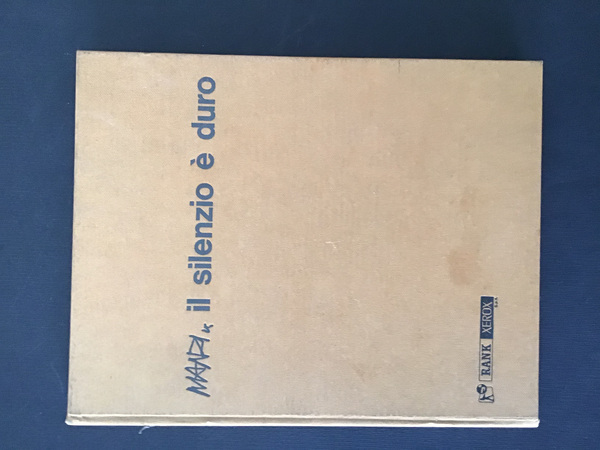 il silenzio è duro
RANK XEROX